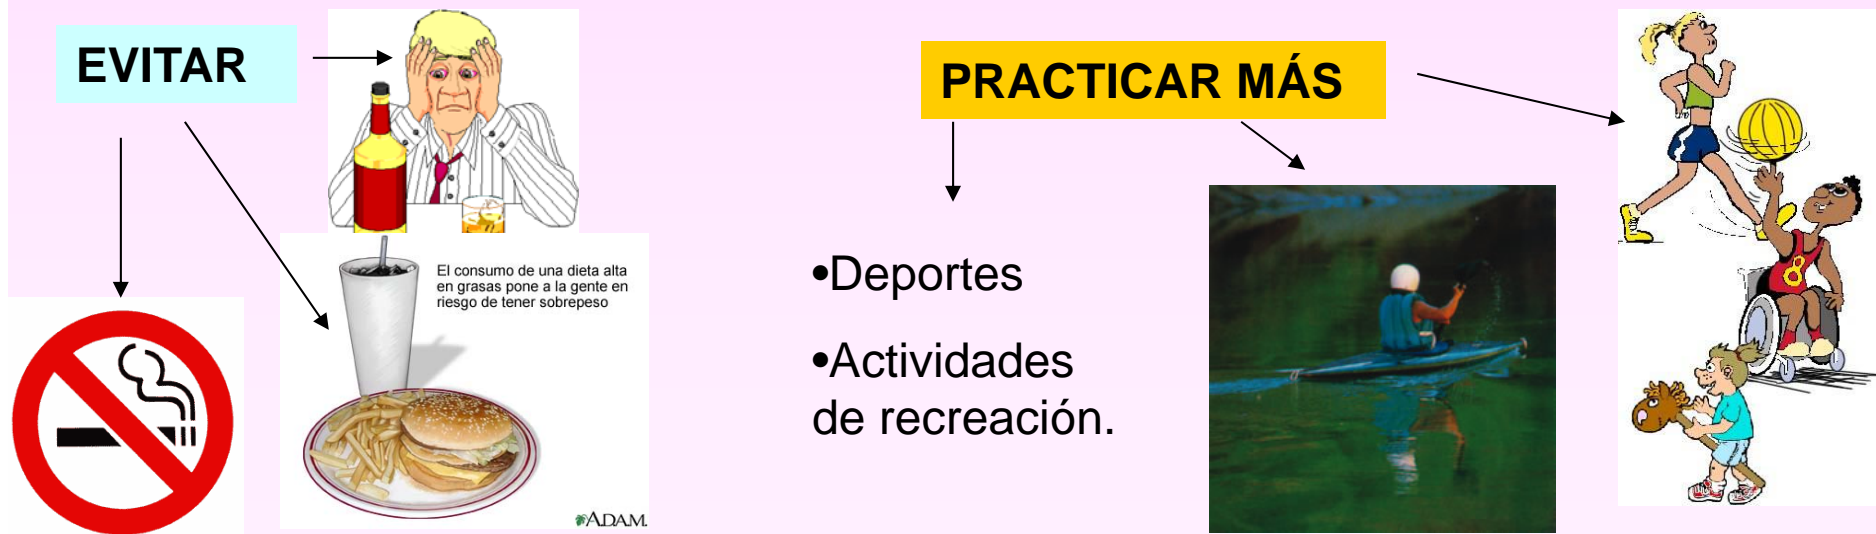 EVITAR
El consumo de una dieta alta
en grasas pone a la gente en
riesgo de tener sobrepeso
ADAM.
PRACTICAR MÁS
•Deportes
•Actividades
de recreación.
8